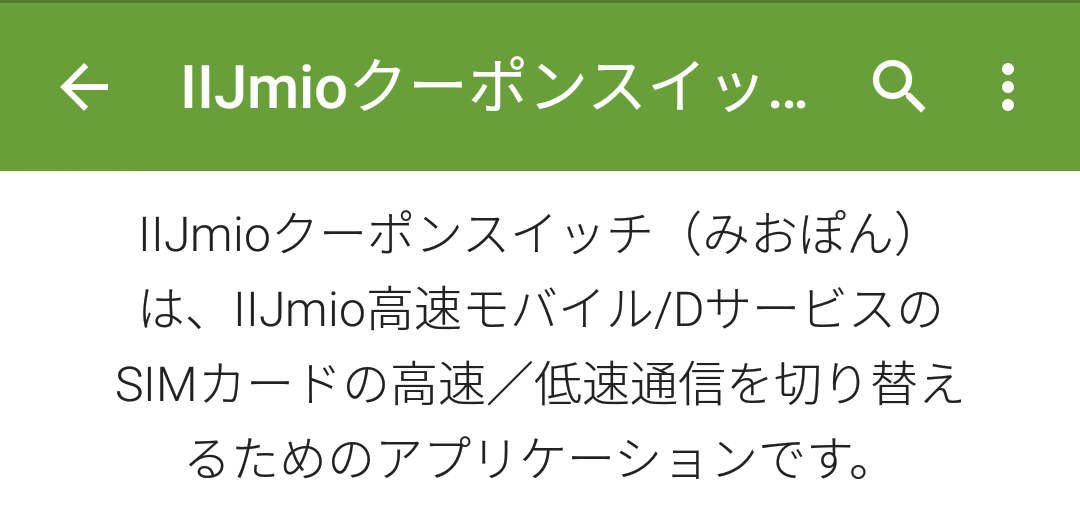 IIJmioクーポンスイッ...
IIJmioクーポンスイッチ（みおぽん）
は、IIJmio高速モバイル/Dサービスの
SIMカードの高速／低速通信を切り替え
るためのアプリケーションです。